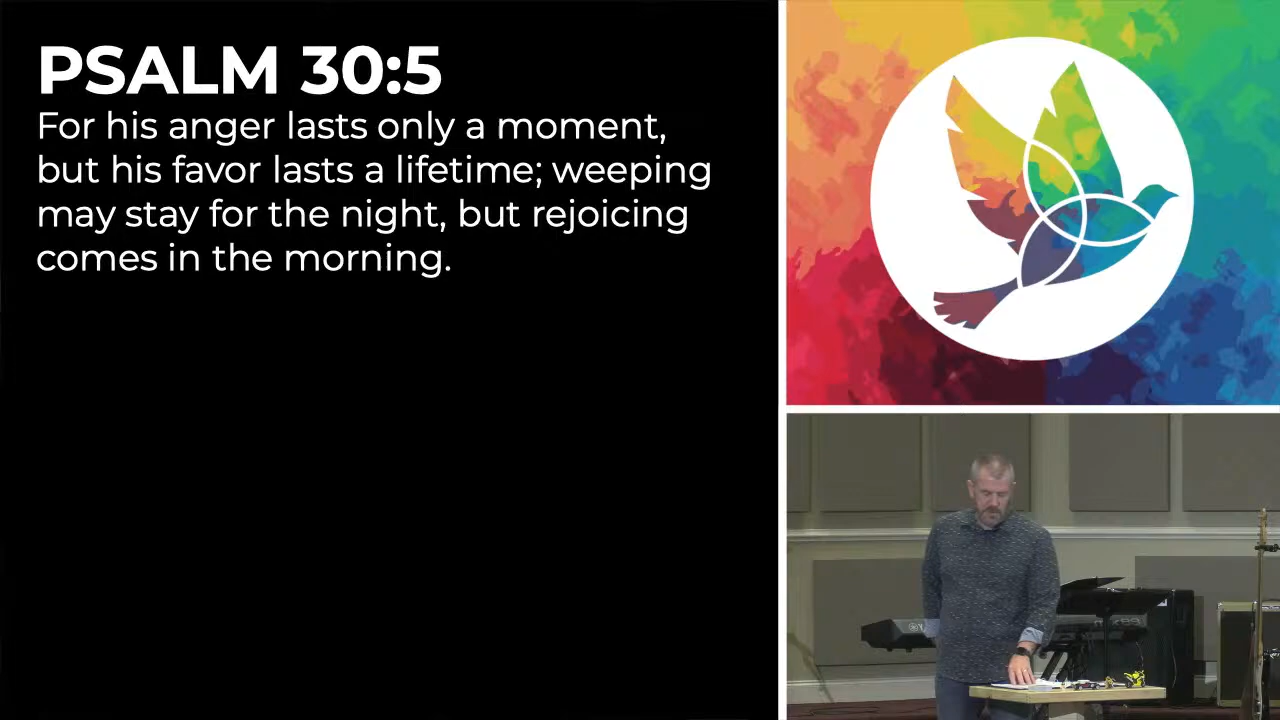 PSALM 30:5
For his anger lasts only a moment,
but his favor lasts a lifetime; weeping
may stay for the night, but rejoicing
comes in the morning.